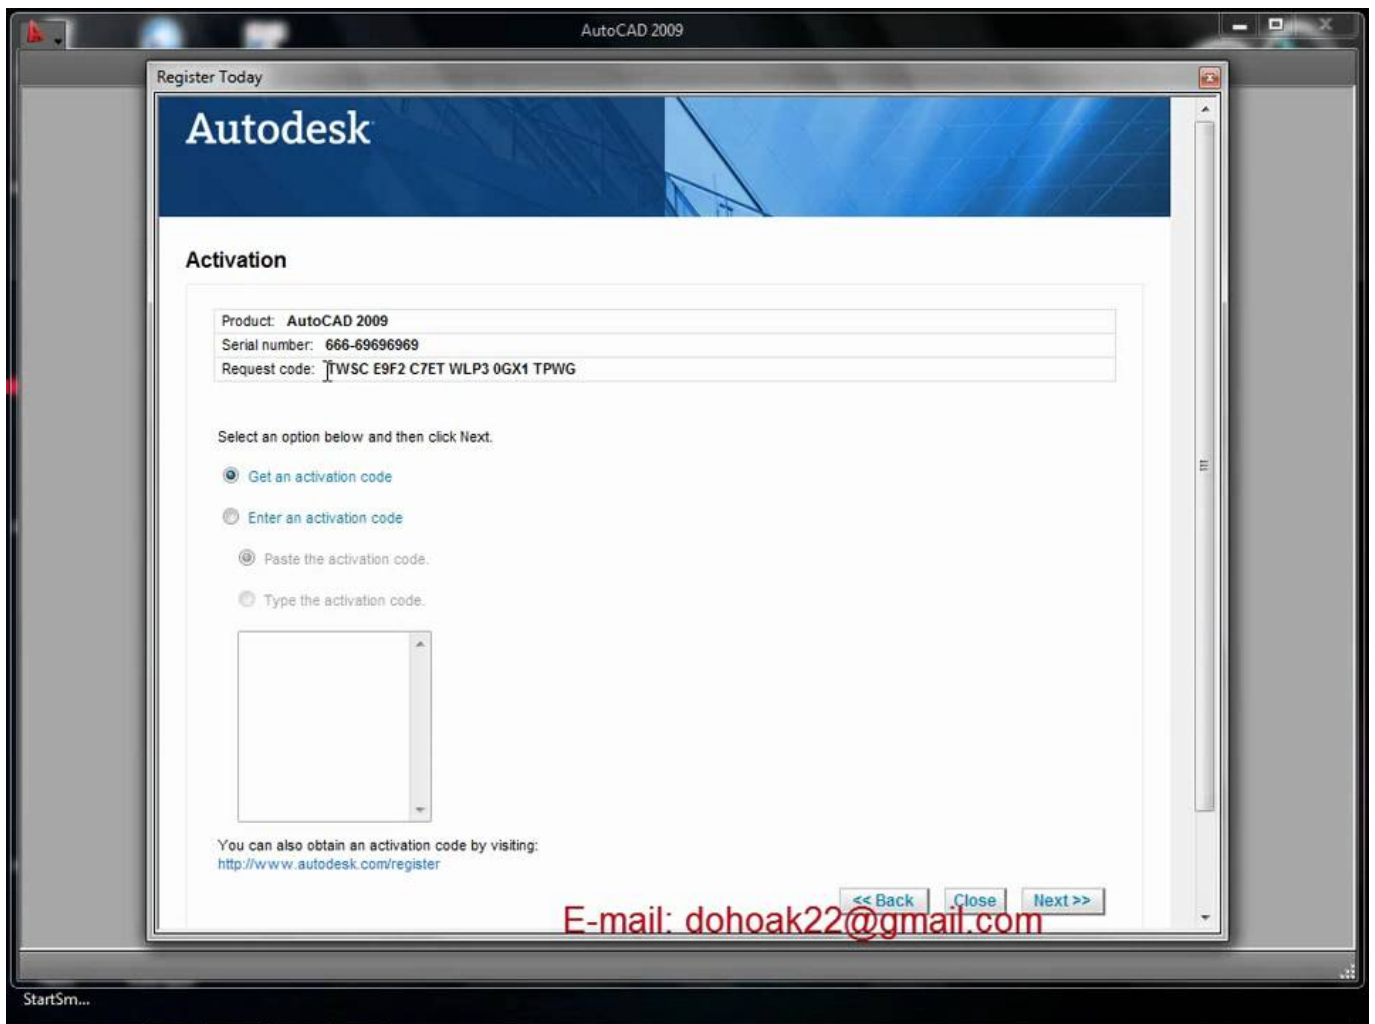 AutoCAD 2009
Register Today
Autodesk
Activation
Product: AutoCAD 2009
Serial number: 666-69696969
Request code: TWSC E9F2 C7ET WLP3 0GX1 TPWG
Select an option below and then click Next.
Get an activation code
Enter an activation code
Paste the activation code.
Type the activation code.
You can also obtain an activation code by visiting:
http://www.autodesk.com/register
<< Back Close Next >>
E-mail: dohoak22@gmail.com
StartSm...